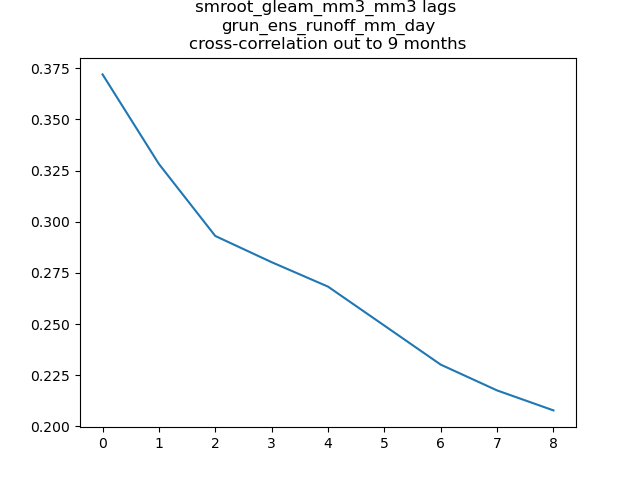 smroot_gleam_mm3_mm3 lags
grun_ens_runoff_mm_day
cross-correlation out to 9 months
0.375
0.350
0.325
0.300
0.275
0.250
0.225
0.200
0 1 2 3 4 5 6 7 8